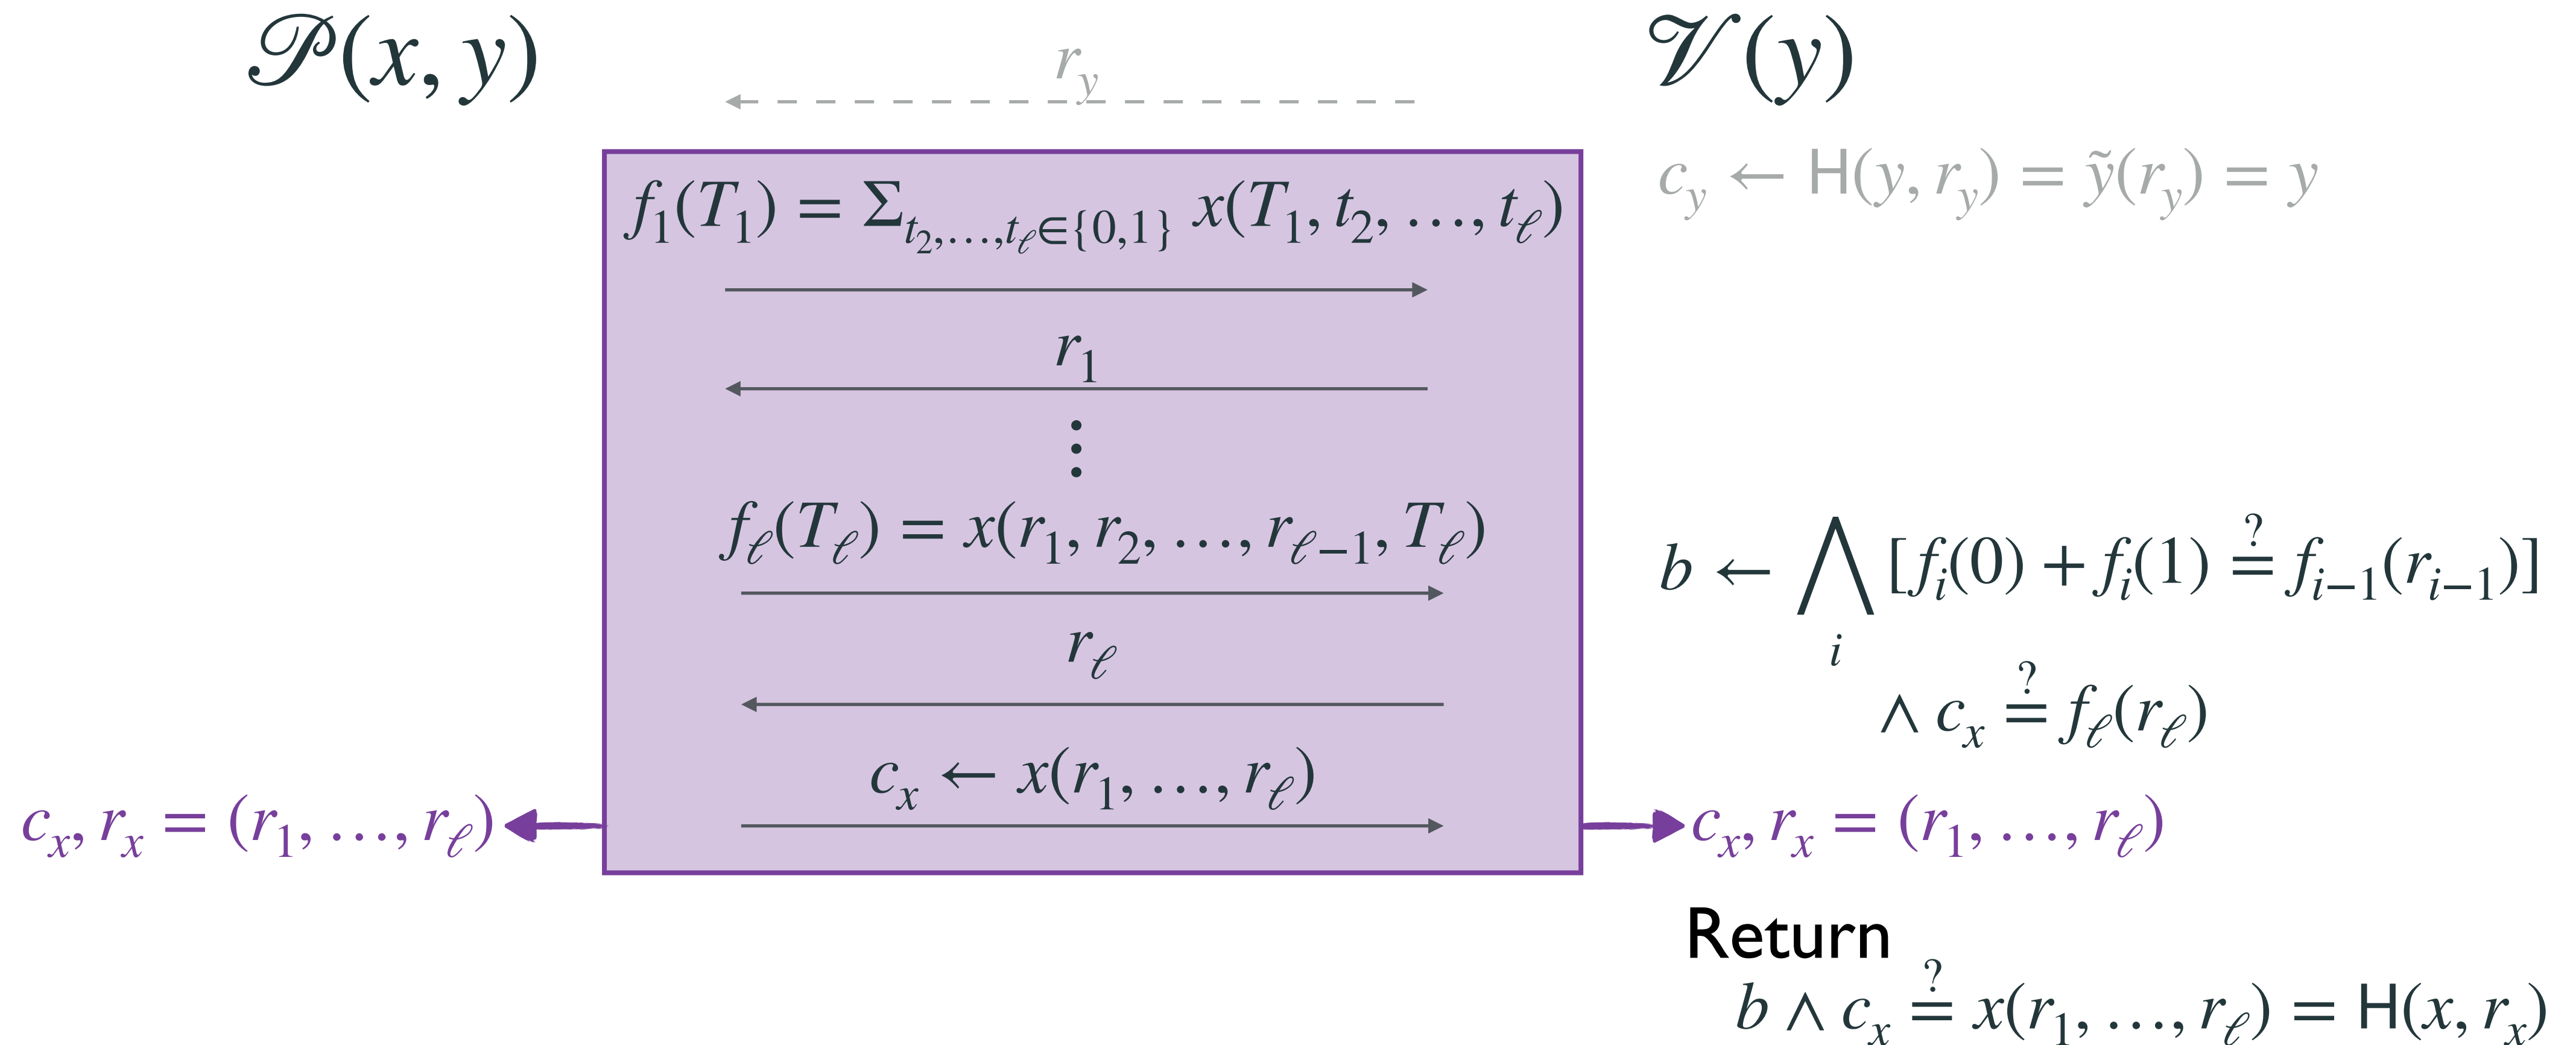 𝒫(x, y)
r_y
𝒱(y)
c_y ← H(y, r_y) = ỹ(r_y) = y
f_1(T_1) = Σ_{t_2,…,t_ℓ∈{0,1}} x(T_1, t_2, …, t_ℓ)
r_1
⋮
f_ℓ(T_ℓ) = x(r_1, r_2, …, r_{ℓ−1}, T_ℓ)
b ← ⋀_i [f_i(0) + f_i(1) ≟ f_{i−1}(r_{i−1})]
r_ℓ
∧ c_x ≟ f_ℓ(r_ℓ)
c_x ← x(r_1, …, r_ℓ)
c_x, r_x = (r_1, …, r_ℓ)
c_x, r_x = (r_1, …, r_ℓ)
Return
b ∧ c_x ≟ x(r_1, …, r_ℓ) = H(x, r_x)